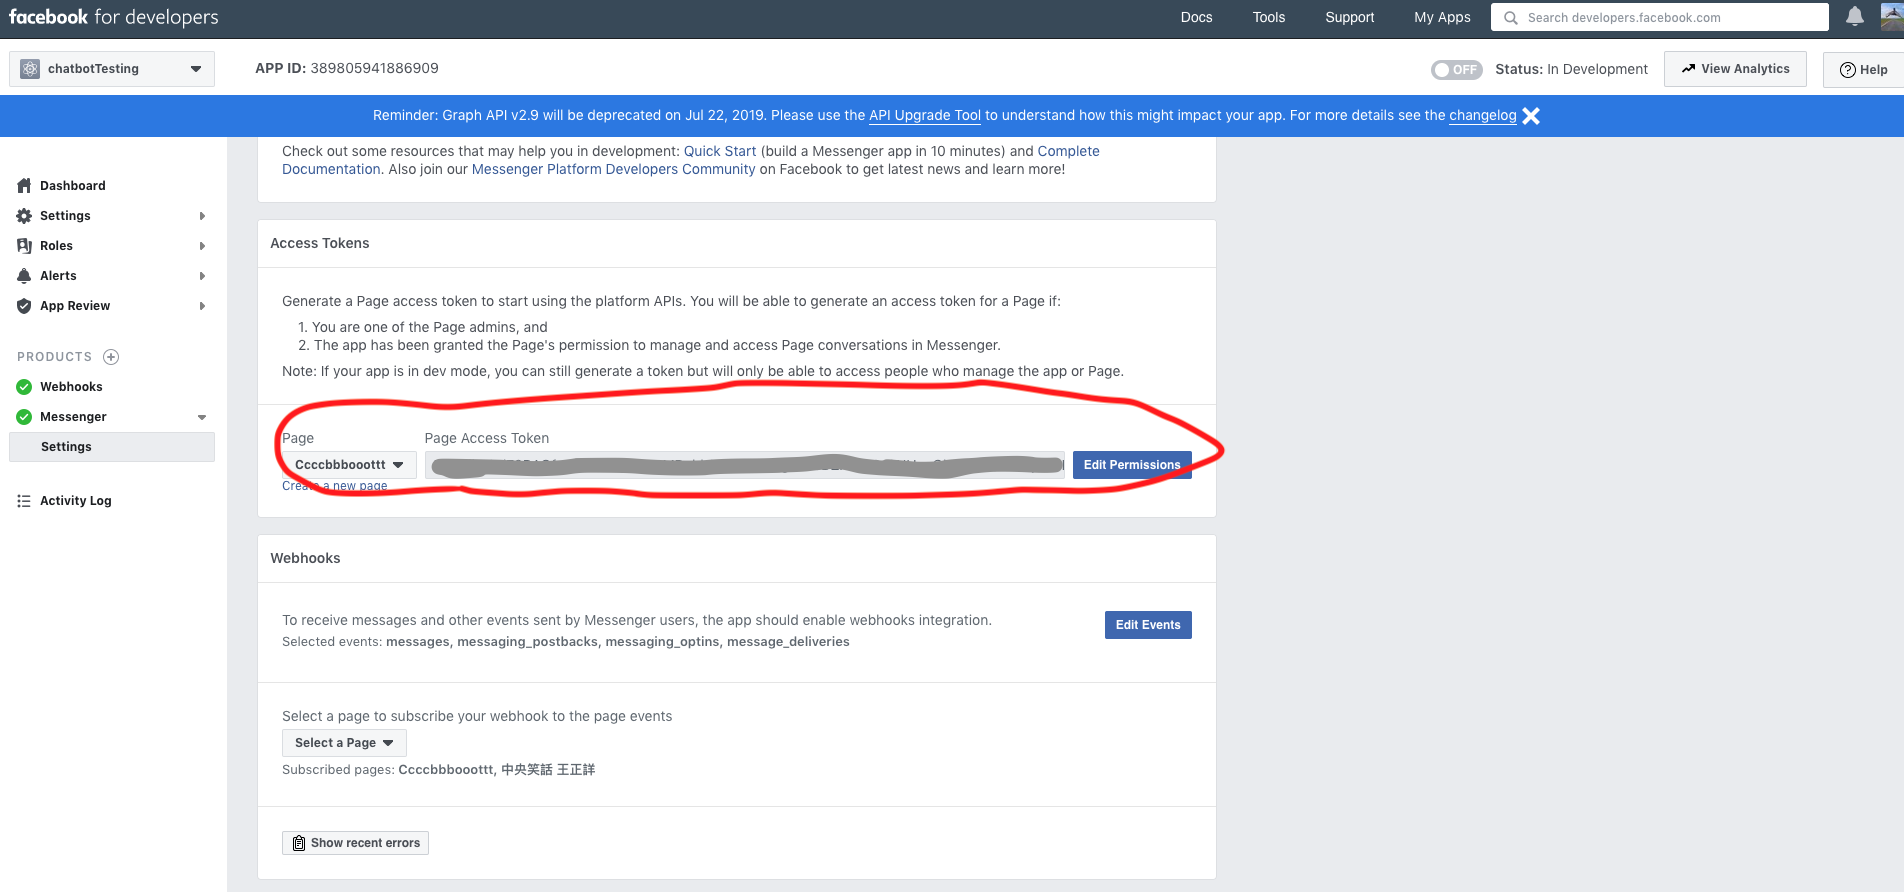 facebook for developers
Docs Tools Support My Apps Search developers.facebook.com
chatbotTesting APP ID: 389805941886909 OFF Status: In Development View Analytics Help
Reminder: Graph API v2.9 will be deprecated on Jul 22, 2019. Please use the API Upgrade Tool to understand how this might impact your app. For more details see the changelog
Dashboard
Settings
Roles
Alerts
App Review
PRODUCTS
Webhooks
Messenger
Settings
Activity Log
Check out some resources that may help you in development: Quick Start (build a Messenger app in 10 minutes) and Complete
Documentation. Also join our Messenger Platform Developers Community on Facebook to get latest news and learn more!
Access Tokens
Generate a Page access token to start using the platform APIs. You will be able to generate an access token for a Page if:
1. You are one of the Page admins, and
2. The app has been granted the Page's permission to manage and access Page conversations in Messenger.
Note: If your app is in dev mode, you can still generate a token but will only be able to access people who manage the app or Page.
Page Page Access Token
Ccccbbbooottt Edit Permissions
Create a new page
Webhooks
To receive messages and other events sent by Messenger users, the app should enable webhooks integration.
Edit Events
Selected events: messages, messaging_postbacks, messaging_optins, message_deliveries
Select a page to subscribe your webhook to the page events
Select a Page
Subscribed pages: Ccccbbbooottt, 中央笑話 王正詳
Show recent errors